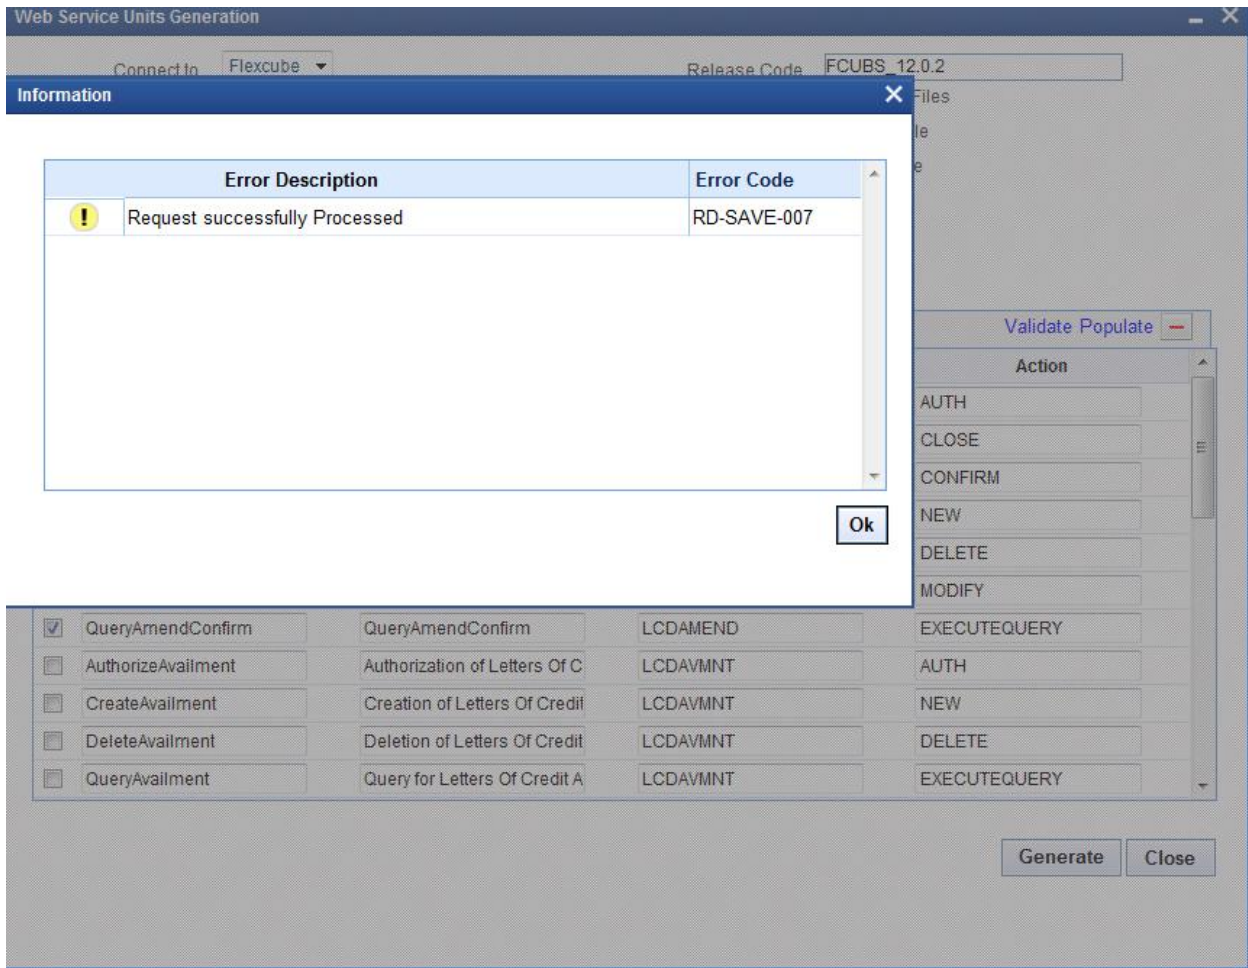 Web Service Units Generation
Connect to Flexcube Release Code FCUBS_12.0.2
Information Files
le
e
Error Description Error Code
! Request successfully Processed RD-SAVE-007
Validate Populate
Action
AUTH
CLOSE
CONFIRM
NEW
Ok
DELETE
MODIFY
QueryAmendConfirm QueryAmendConfirm LCDAMEND EXECUTEQUERY
AuthorizeAvailment Authorization of Letters Of C LCDAVMNT AUTH
CreateAvailment Creation of Letters Of Credit LCDAVMNT NEW
DeleteAvailment Deletion of Letters Of Credit LCDAVMNT DELETE
QueryAvailment Query for Letters Of Credit A LCDAVMNT EXECUTEQUERY
Generate Close